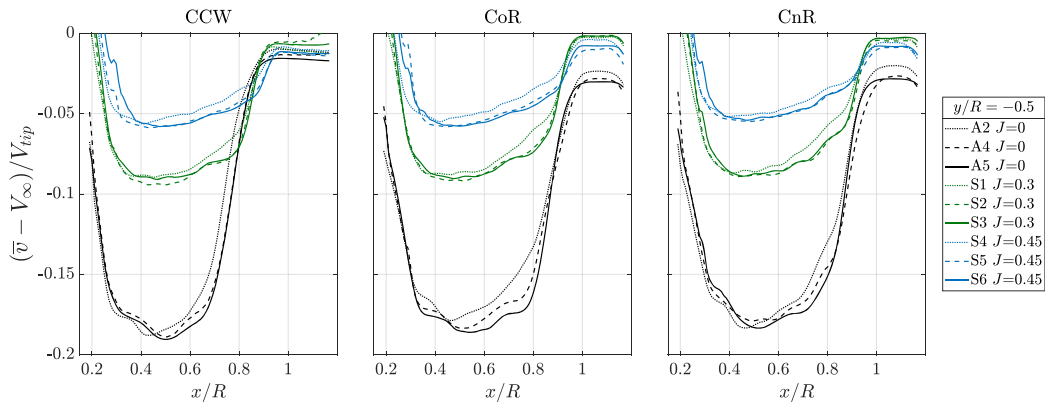 CCW CoR CnR
0
-0.05
-0.1
-0.15
-0.2
(v̅ − V∞)/Vtip
0.2 0.4 0.6 0.8 1 0.2 0.4 0.6 0.8 1 0.2 0.4 0.6 0.8 1
x/R x/R x/R
y/R = −0.5
A2 J=0
A4 J=0
A5 J=0
S1 J=0.3
S2 J=0.3
S3 J=0.3
S4 J=0.45
S5 J=0.45
S6 J=0.45